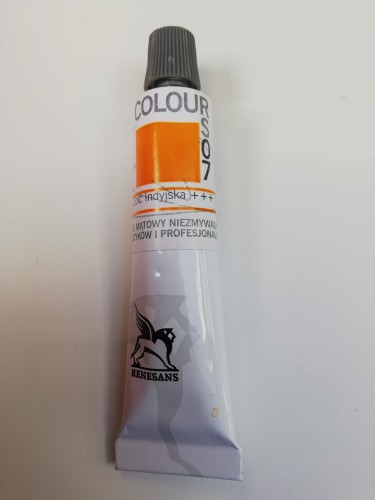 COLOURS 07
Indyjska +++
MATOWY NIEZMYWAL
I PROFESJONAL
RENESANS